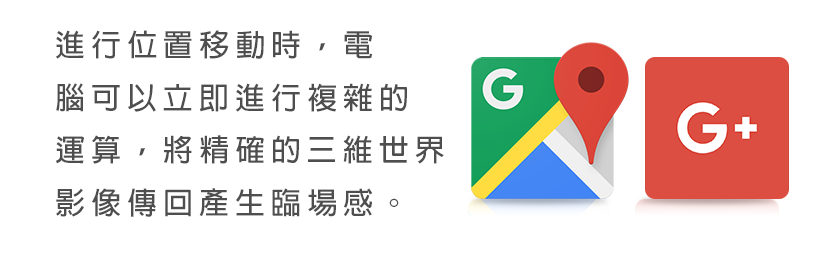 進行位置移動時，電
腦可以立即進行複雜的
運算，將精確的三維世界
影像傳回產生臨場感。
G
G+